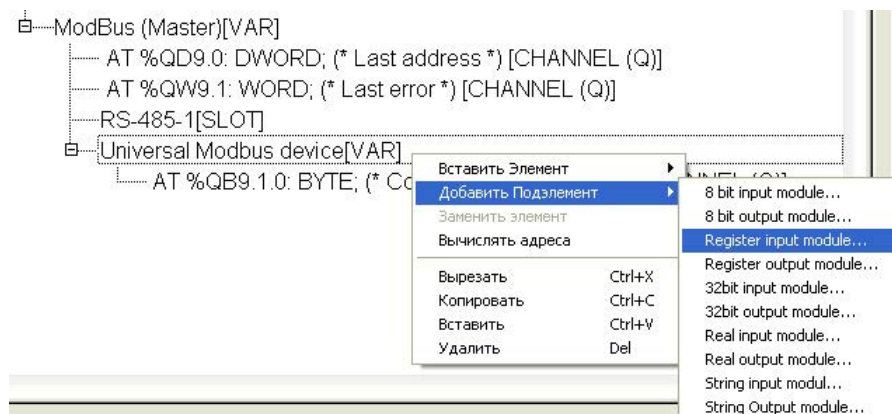 ModBus (Master)[VAR]
AT %QD9.0: DWORD; (* Last address *) [CHANNEL (Q)]
AT %QW9.1: WORD; (* Last error *) [CHANNEL (Q)]
RS-485-1[SLOT]
Universal Modbus device[VAR]
AT %QB9.1.0: BYTE; (*
Вставить Элемент
Добавить Подэлемент
Заменить элемент
Вычислять адреса
Вырезать Ctrl+X
Копировать Ctrl+C
Вставить Ctrl+V
Удалить Del
8 bit input module...
8 bit output module...
Register input module...
Register output module...
32bit input module...
32bit output module...
Real input module...
Real output module...
String input modul...
String Output module...